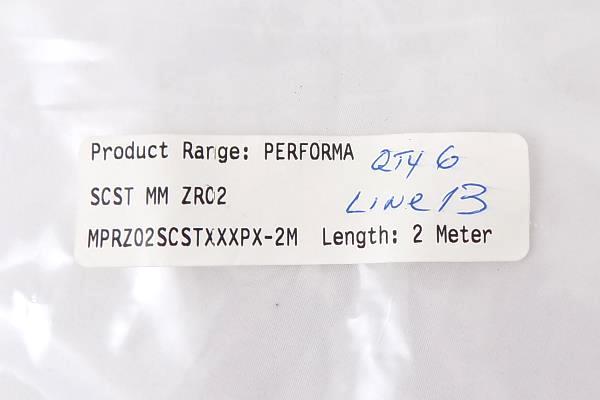 Product Range: PERFORMA QTY 6
SCST MM ZR02 Line 13
MPRZ02SCSTXXXPX-2M Length: 2 Meter